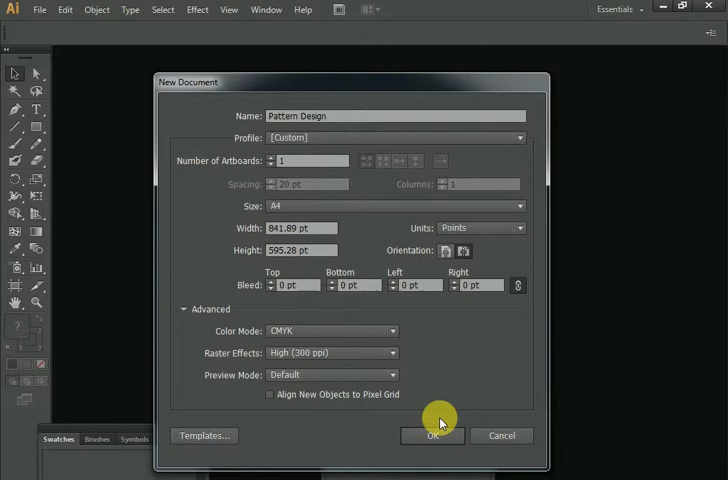 Ai File Edit Object Type Select Effect View Window Help Br Essentials
New Document
Name: Pattern Design
Profile: [Custom]
Number of Artboards: 1
Spacing: 20 pt Columns: 1
Size: A4
Width: 841.89 pt Units: Points
Height: 595.28 pt Orientation:
Top Bottom Left Right
Bleed: 0 pt 0 pt 0 pt 0 pt
Advanced
Color Mode: CMYK
Raster Effects: High (300 ppi)
Preview Mode: Default
Align New Objects to Pixel Grid
Templates... OK Cancel
Swatches Brushes Symbols